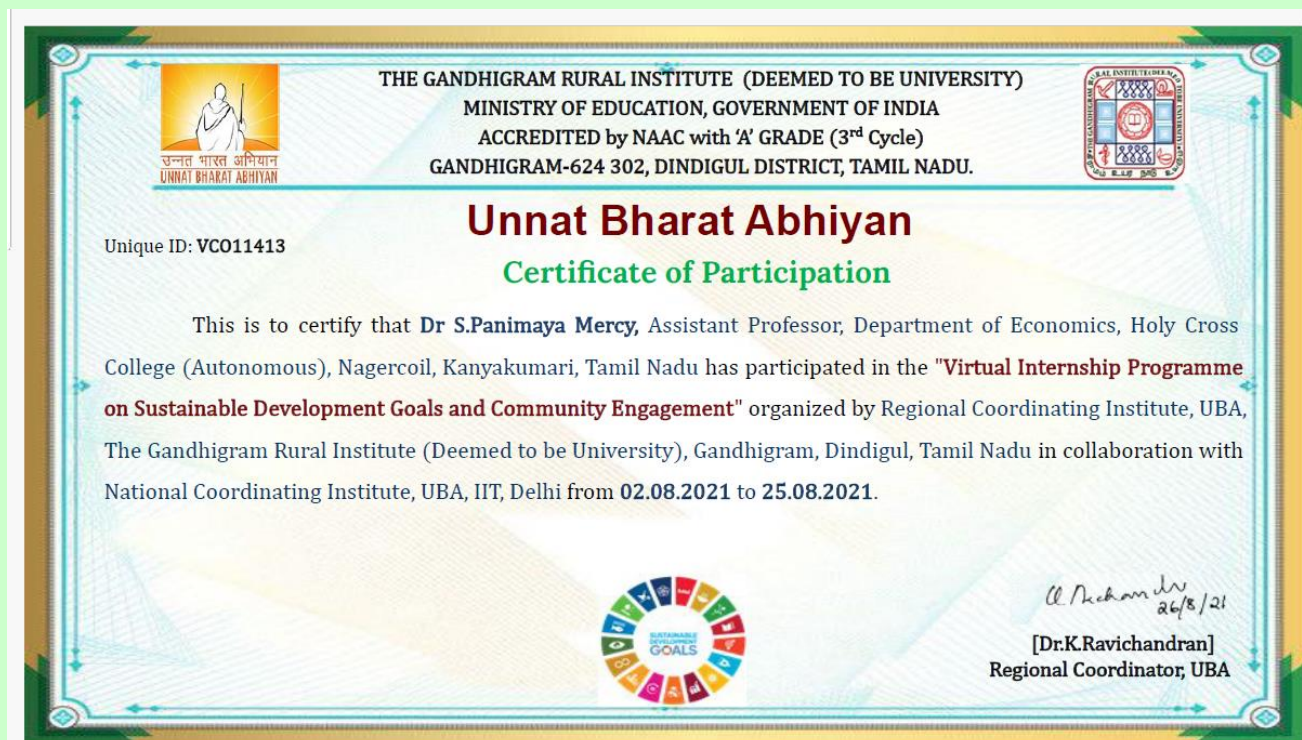 THE GANDHIGRAM RURAL INSTITUTE (DEEMED TO BE UNIVERSITY)
MINISTRY OF EDUCATION, GOVERNMENT OF INDIA
ACCREDITED by NAAC with ‘A’ GRADE (3rd Cycle)
GANDHIGRAM-624 302, DINDIGUL DISTRICT, TAMIL NADU.
उन्नत भारत अभियान
UNNAT BHARAT ABHIYAN
Unnat Bharat Abhiyan
Unique ID: VCO11413
Certificate of Participation
This is to certify that Dr S.Panimaya Mercy, Assistant Professor, Department of Economics, Holy Cross
College (Autonomous), Nagercoil, Kanyakumari, Tamil Nadu has participated in the "Virtual Internship Programme
on Sustainable Development Goals and Community Engagement" organized by Regional Coordinating Institute, UBA,
The Gandhigram Rural Institute (Deemed to be University), Gandhigram, Dindigul, Tamil Nadu in collaboration with
National Coordinating Institute, UBA, IIT, Delhi from 02.08.2021 to 25.08.2021.
SUSTAINABLE
DEVELOPMENT
GOALS
26/8/21
[Dr.K.Ravichandran]
Regional Coordinator, UBA